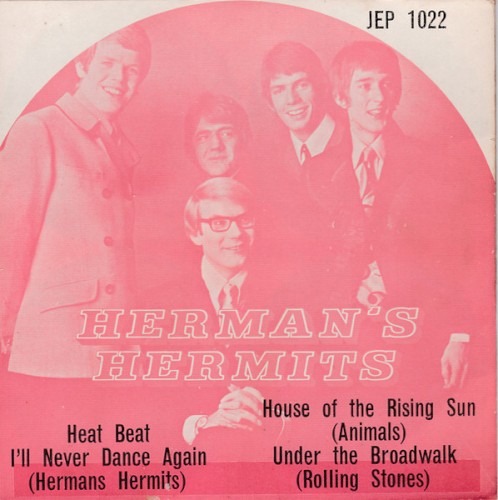 JEP 1022
HERMAN'S
HERMITS
Heat Beat
I'll Never Dance Again
(Hermans Hermits)
House of the Rising Sun
(Animals)
Under the Broadwalk
(Rolling Stones)